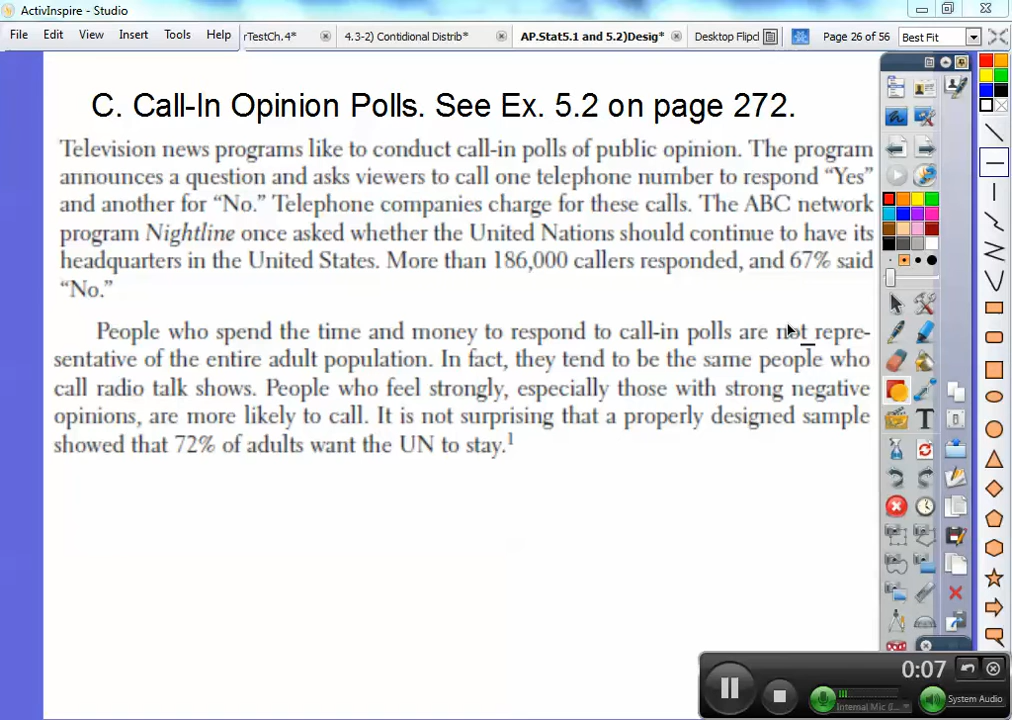 ActivInspire - Studio
File Edit View Insert Tools Help rTestCh.4* 4.3-2) Contidional Distrib* AP.Stat5.1 and 5.2)Desig* Desktop Flipc Page 26 of 56 Best Fit
C. Call-In Opinion Polls. See Ex. 5.2 on page 272.
Television news programs like to conduct call-in polls of public opinion. The program
announces a question and asks viewers to call one telephone number to respond “Yes”
and another for “No.” Telephone companies charge for these calls. The ABC network
program Nightline once asked whether the United Nations should continue to have its
headquarters in the United States. More than 186,000 callers responded, and 67% said
“No.”
People who spend the time and money to respond to call-in polls are not repre-
sentative of the entire adult population. In fact, they tend to be the same people who
call radio talk shows. People who feel strongly, especially those with strong negative
opinions, are more likely to call. It is not surprising that a properly designed sample
showed that 72% of adults want the UN to stay.1
0:07
Internal Mic (I... System Audio